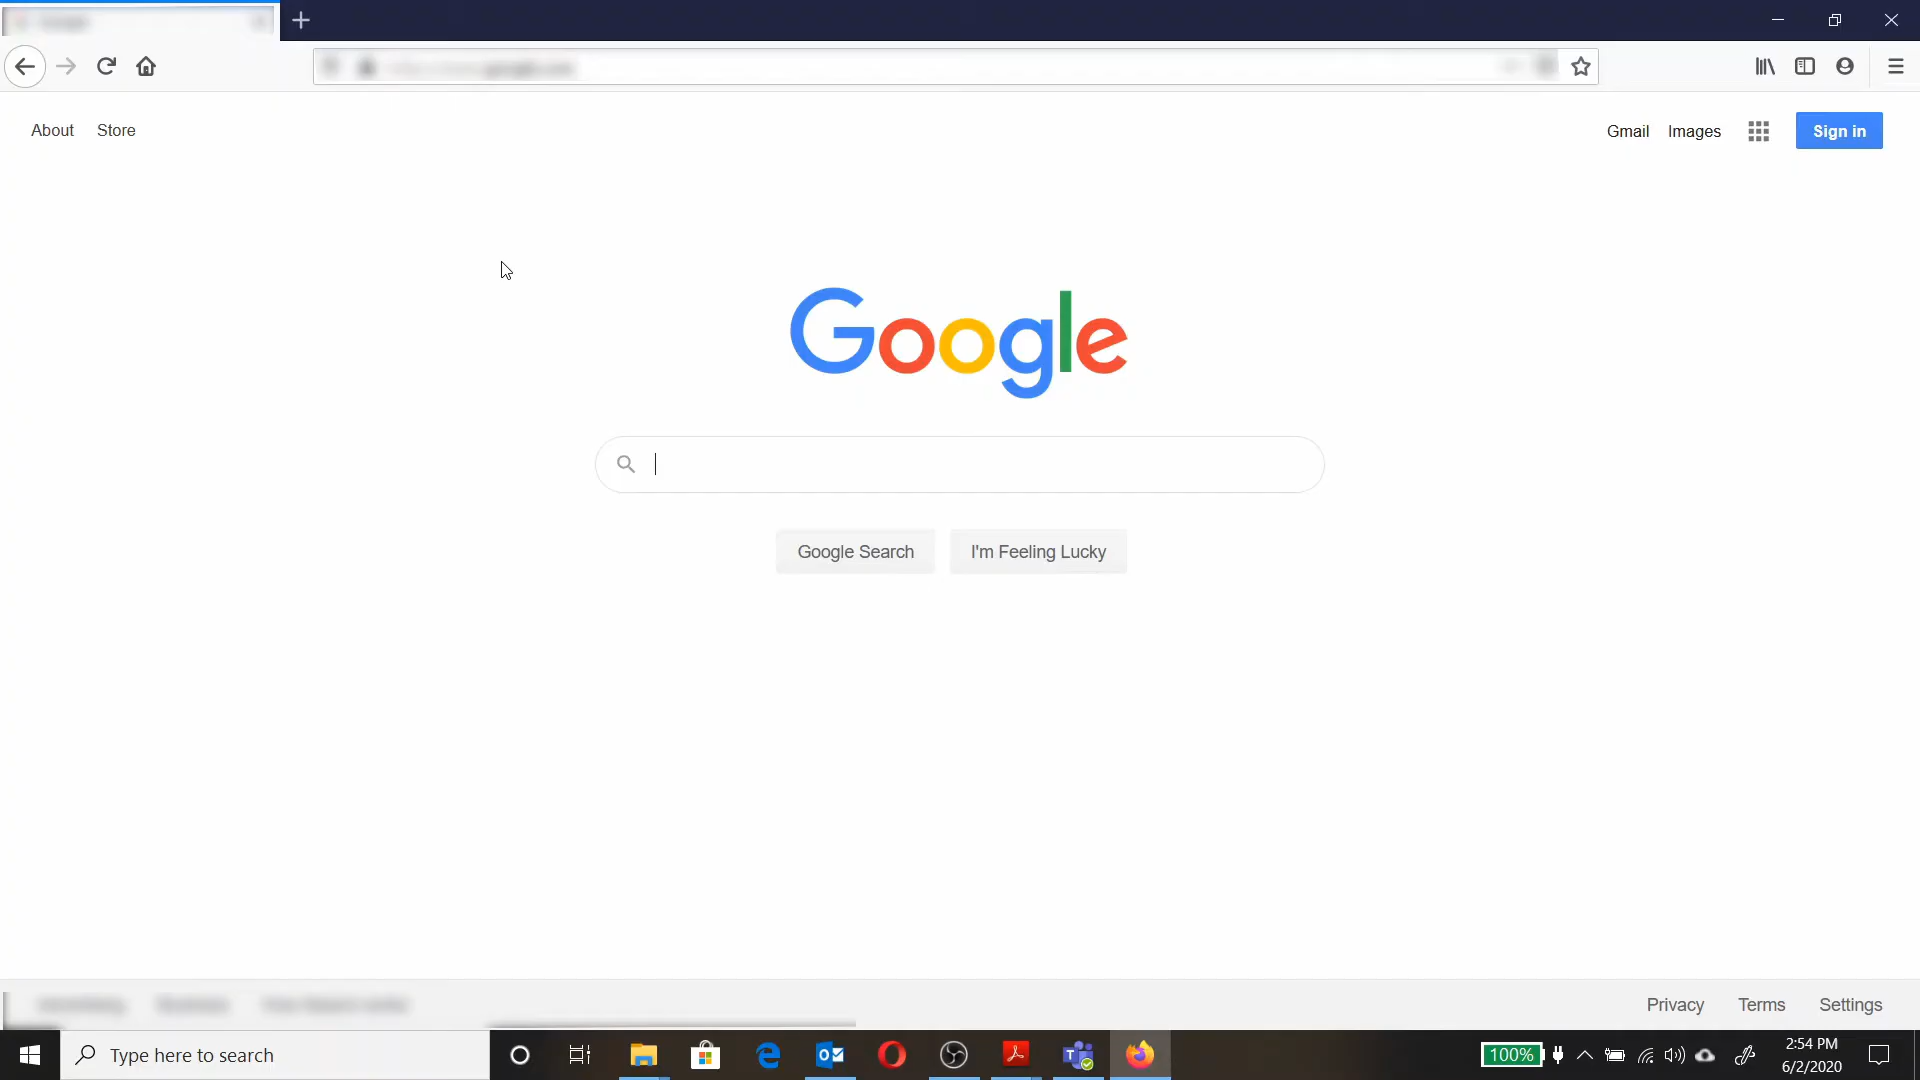 About Store
Gmail Images Sign in
Google
Google Search I'm Feeling Lucky
Privacy Terms Settings
Type here to search
100%
2:54 PM
6/2/2020